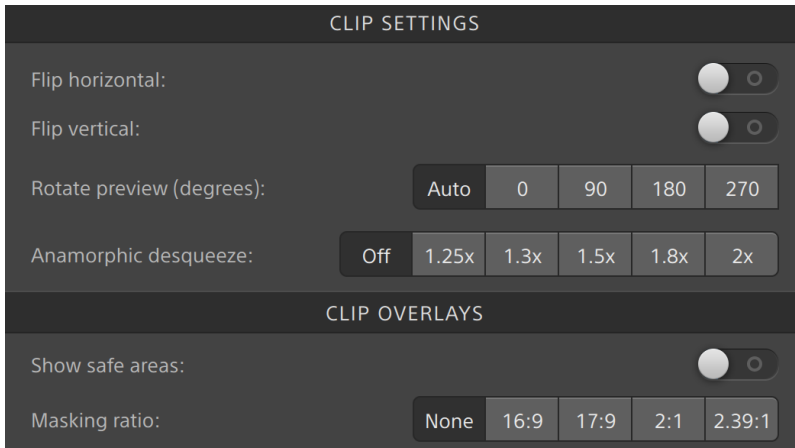 CLIP SETTINGS
Flip horizontal:
Flip vertical:
Rotate preview (degrees): Auto 0 90 180 270
Anamorphic desqueeze: Off 1.25x 1.3x 1.5x 1.8x 2x
CLIP OVERLAYS
Show safe areas:
Masking ratio: None 16:9 17:9 2:1 2.39:1